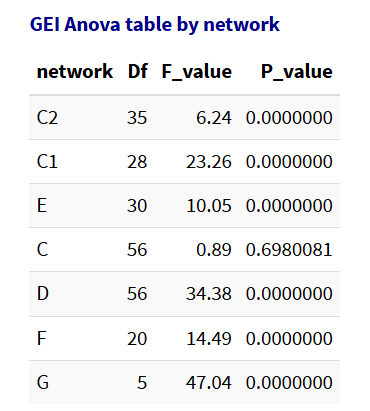 GEI Anova table by network
network Df F_value P_value
C2 35 6.24 0.0000000
C1 28 23.26 0.0000000
E 30 10.05 0.0000000
C 56 0.89 0.6980081
D 56 34.38 0.0000000
F 20 14.49 0.0000000
G 5 47.04 0.0000000